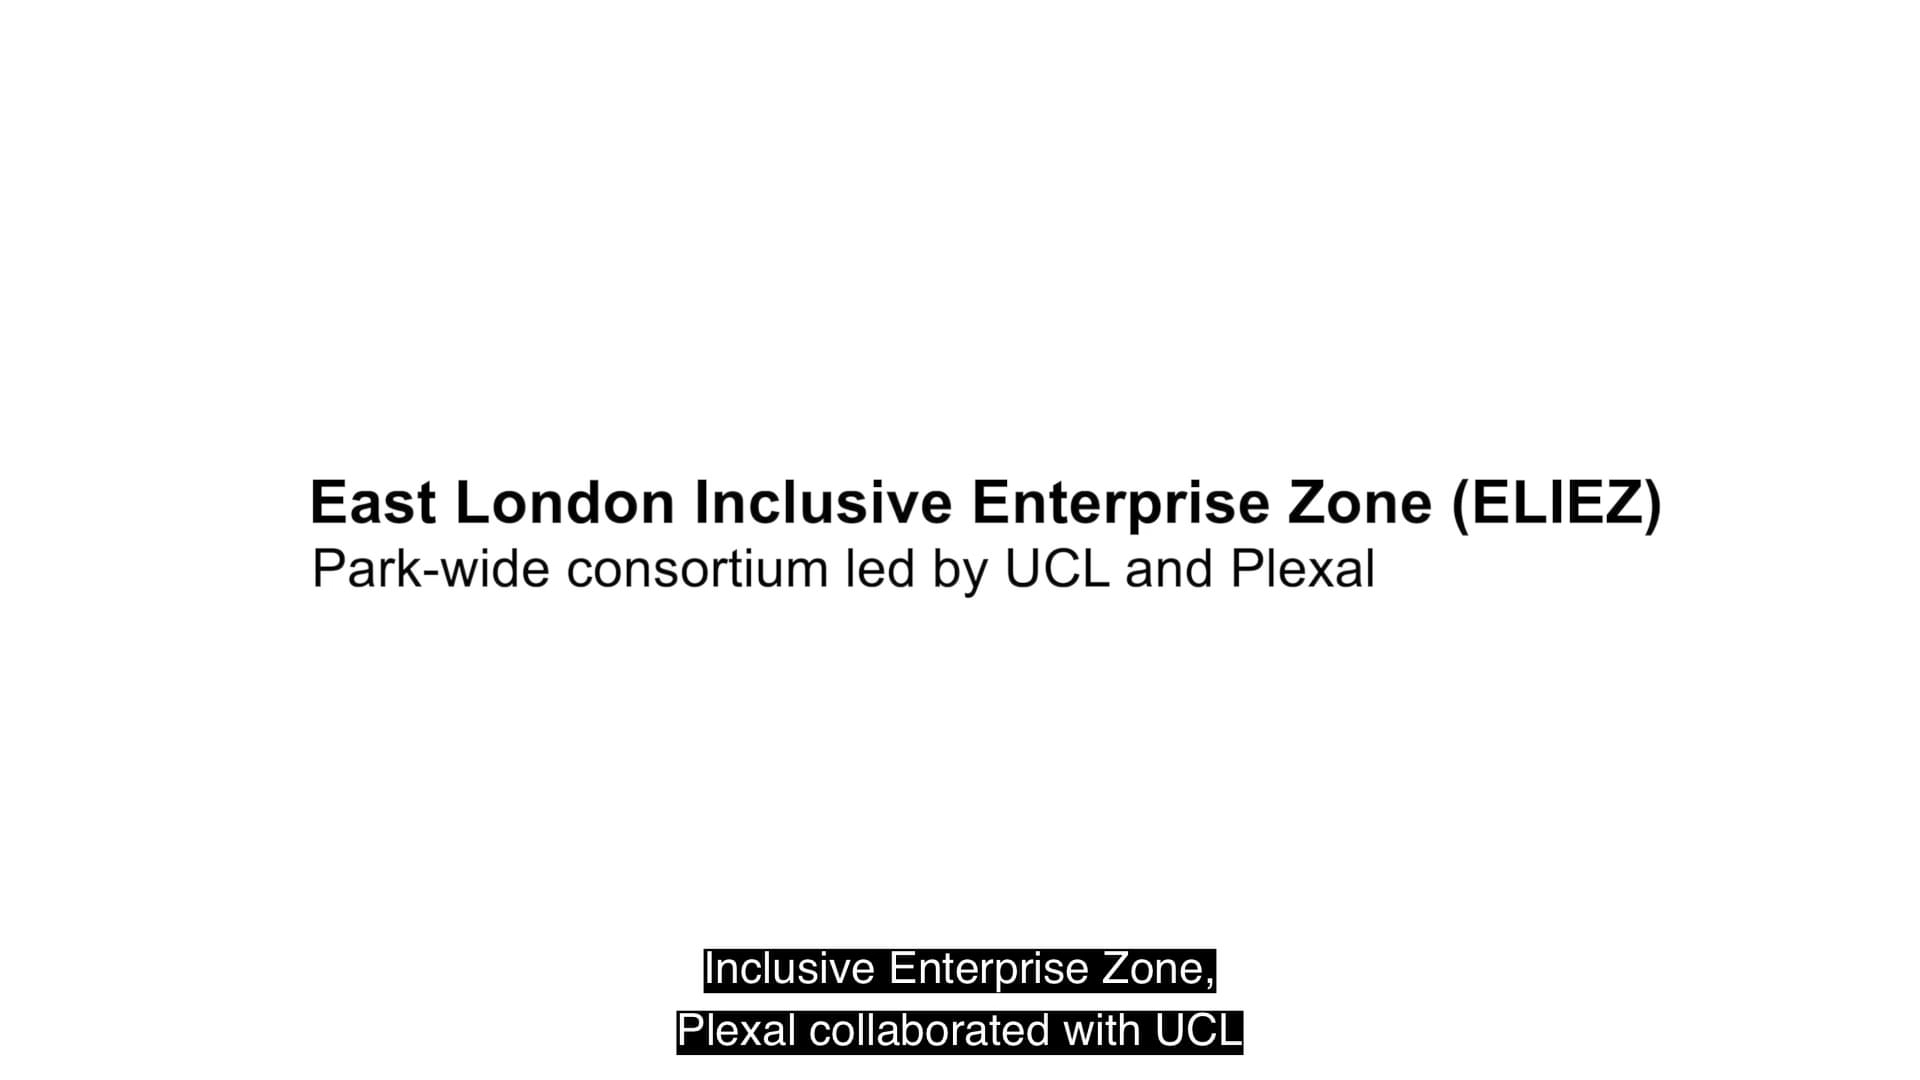 East London Inclusive Enterprise Zone (ELIEZ)
Park-wide consortium led by UCL and Plexal
Inclusive Enterprise Zone,
Plexal collaborated with UCL